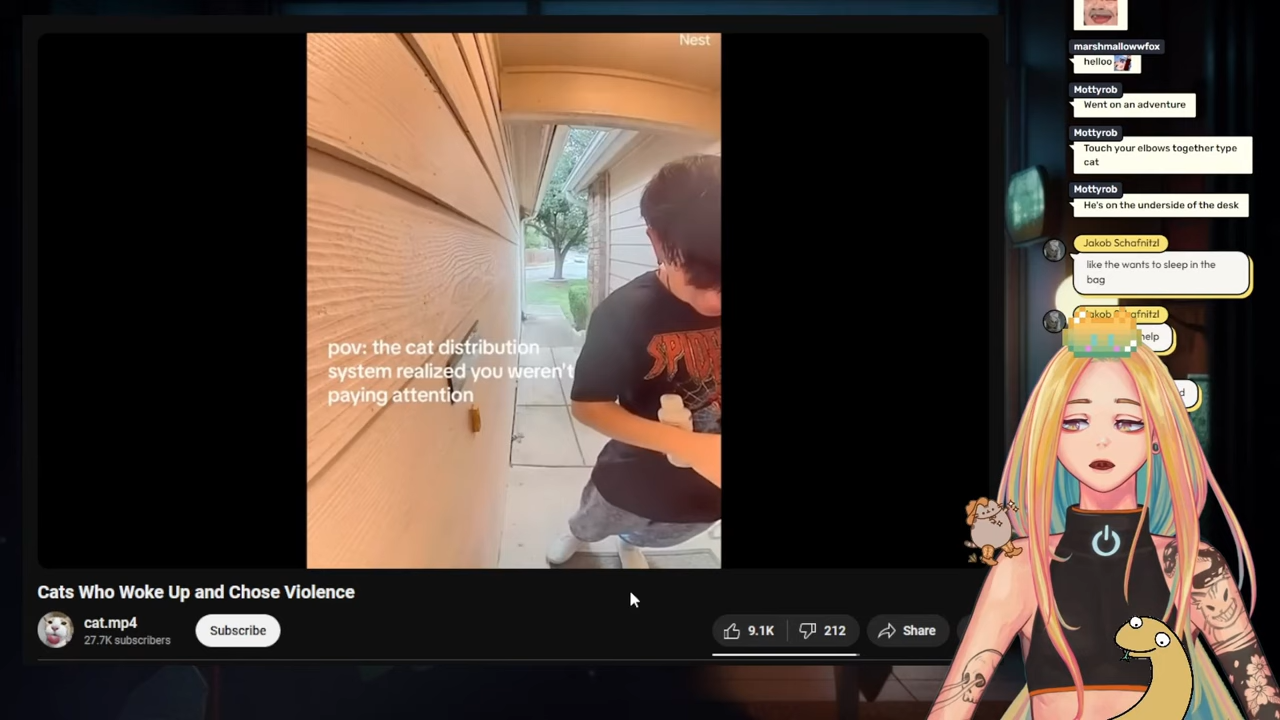 Nest
pov: the cat distribution
system realized you weren't
paying attention
Cats Who Woke Up and Chose Violence
cat.mp4
27.7K subscribers
Subscribe
9.1K
212
Share
marshmallowwfox
helloo
Mottyrob
Went on an adventure
Mottyrob
Touch your elbows together type
cat
Mottyrob
He's on the underside of the desk
Jakob Schafnitzl
like the wants to sleep in the
bag
Jakob Schafnitzl
help